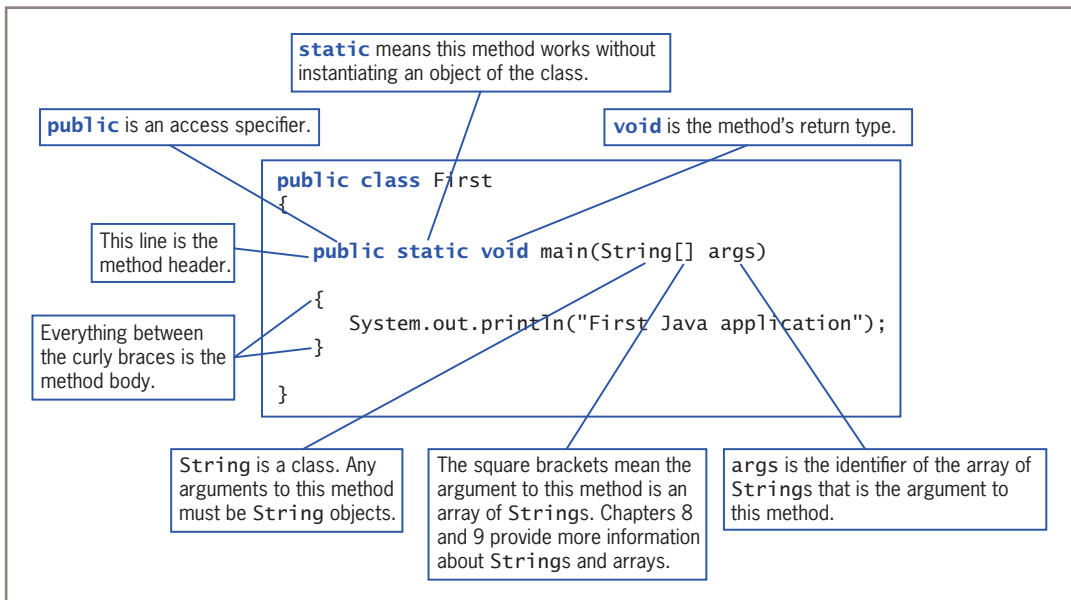 static means this method works without
instantiating an object of the class.
public is an access specifier.
void is the method's return type.
public class First
{
This line is the
method header.
public static void main(String[] args)
{
System.out.println("First Java application");
}
Everything between
the curly braces is the
method body.
}
String is a class. Any
arguments to this method
must be String objects.
The square brackets mean the
argument to this method is an
array of Strings. Chapters 8
and 9 provide more information
about Strings and arrays.
args is the identifier of the array of
Strings that is the argument to
this method.